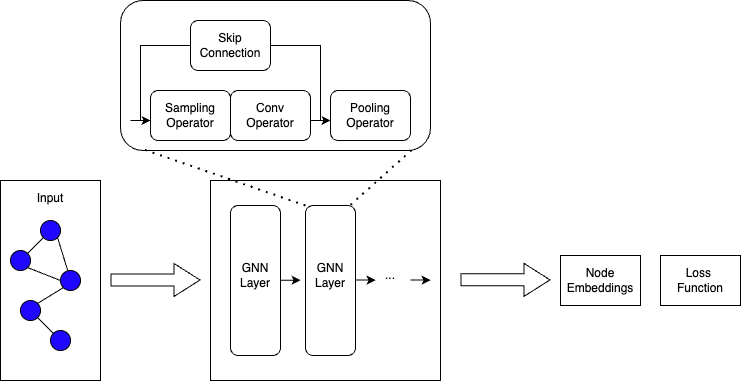 Skip
Connection
Sampling
Operator
Conv
Operator
Pooling
Operator
Input
GNN
Layer
GNN
Layer
...
Node
Embeddings
Loss
Function